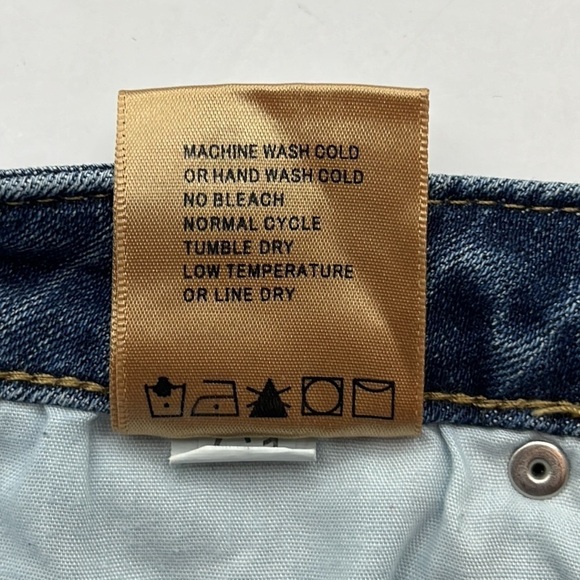 MACHINE WASH COLD
OR HAND WASH COLD
NO BLEACH
NORMAL CYCLE
TUMBLE DRY
LOW TEMPERATURE
OR LINE DRY